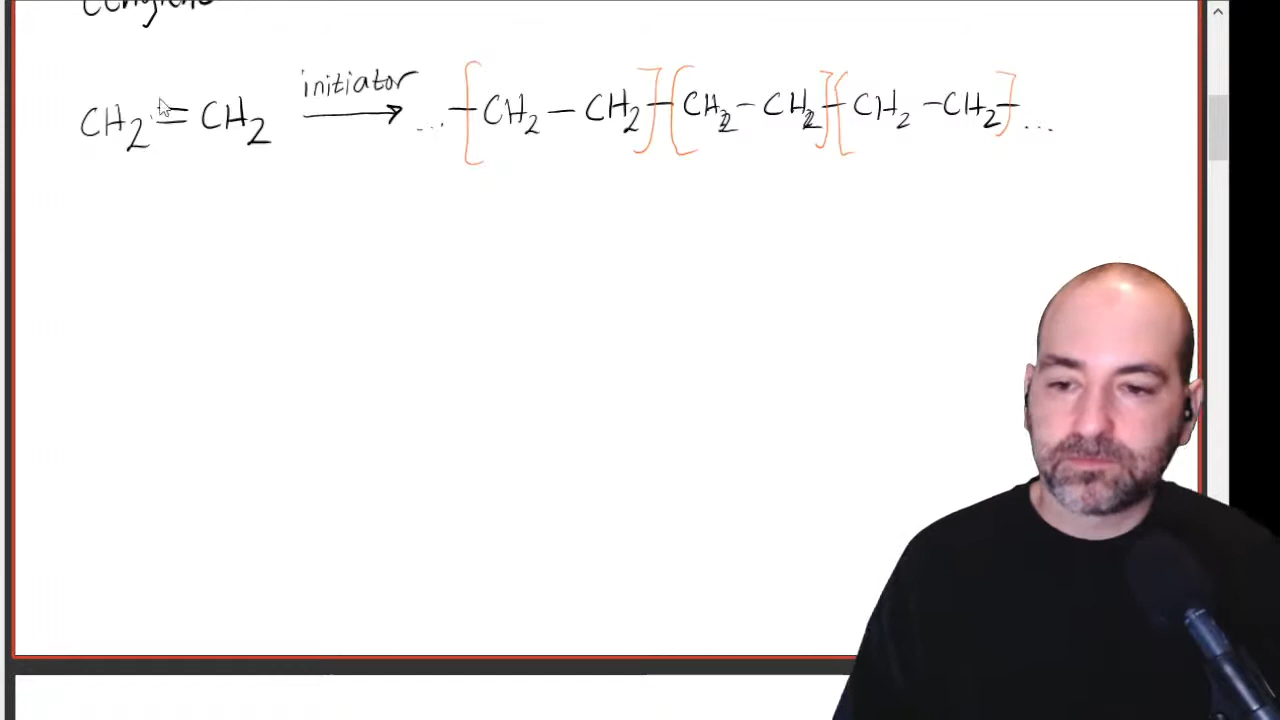 initiator
CH2 = CH2 → ... –[CH2 – CH2]–[CH2 – CH2]–[CH2 – CH2]– ...